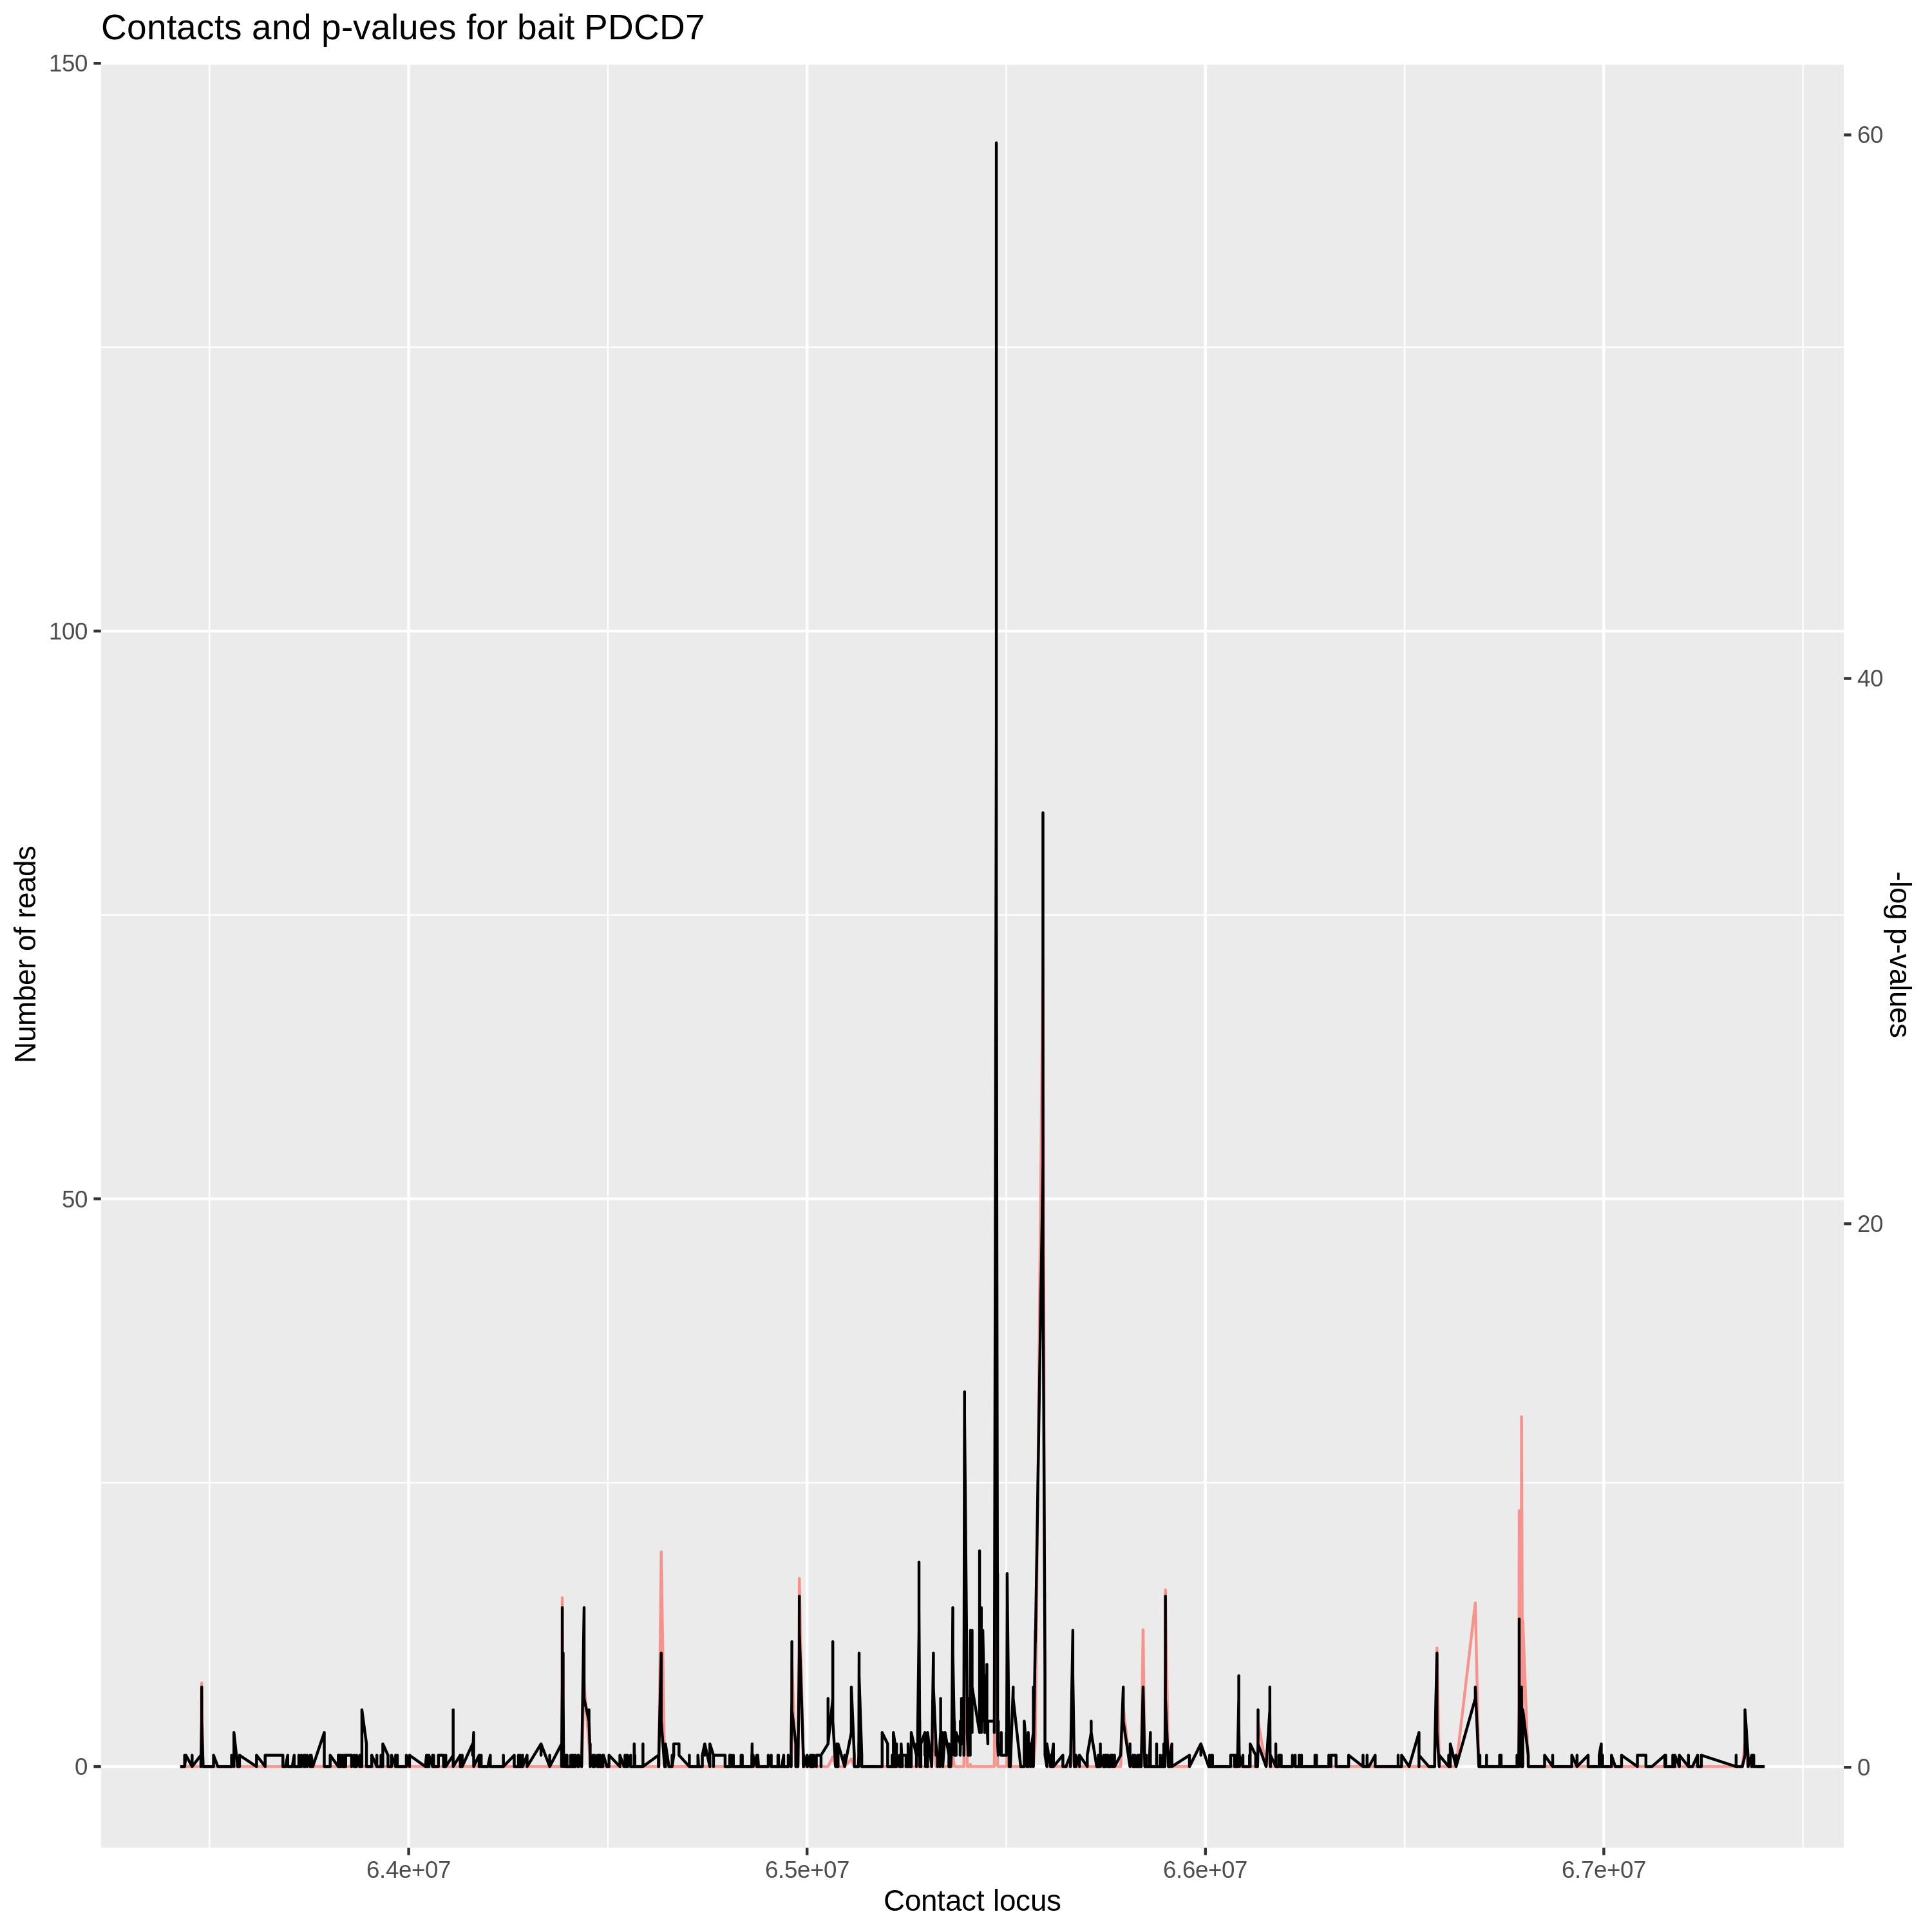 Contacts and p-values for bait PDCD7
150
100
50
0
Number of reads
60
40
20
0
-log p-values
6.4e+07 6.5e+07 6.6e+07 6.7e+07
Contact locus